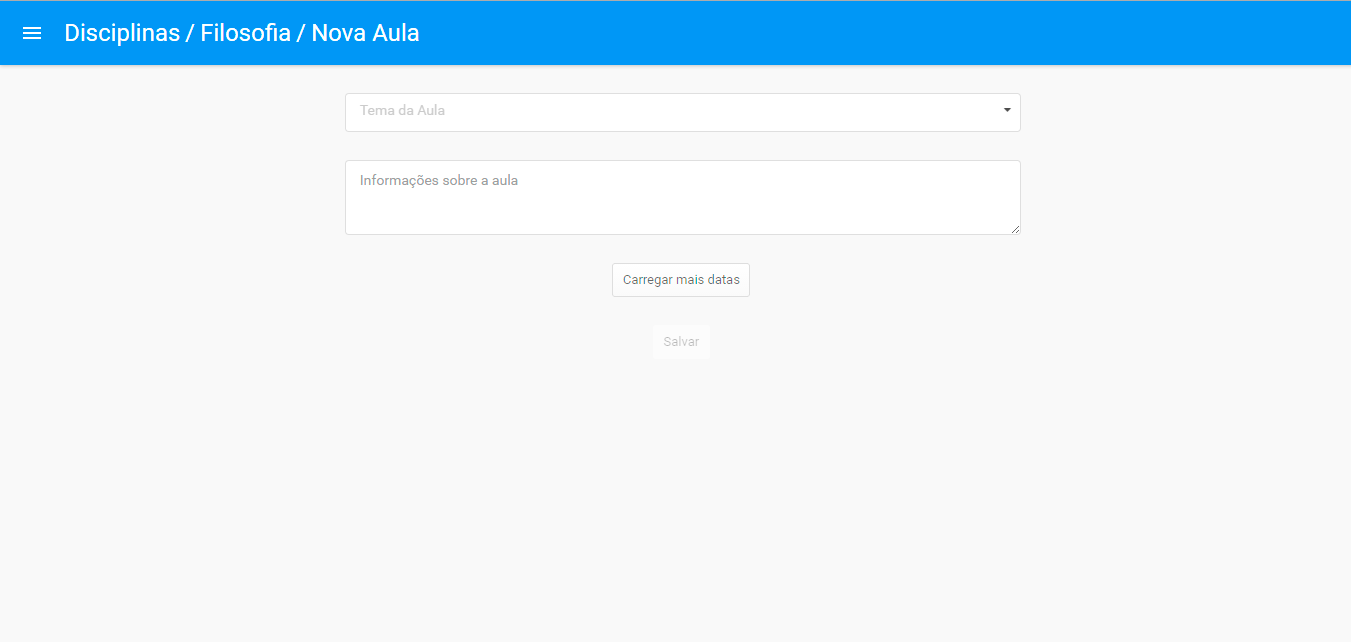 Disciplinas / Filosofia / Nova Aula
Tema da Aula
Informações sobre a aula
Carregar mais datas
Salvar